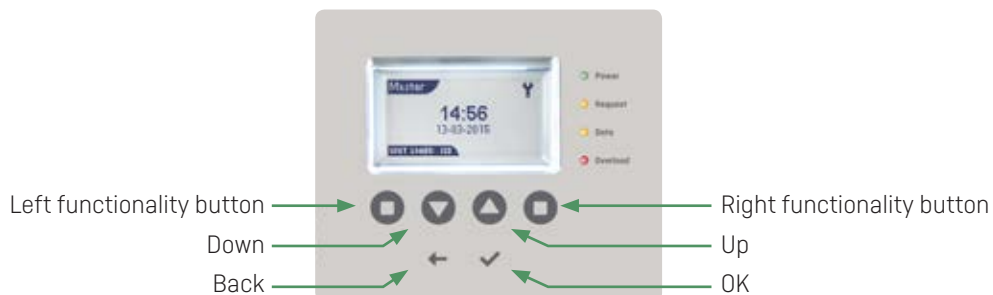 Master
14:56
13-03-2015
Power
Request
Data
Overload
Left functionality button
Right functionality button
Down
Up
Back
OK